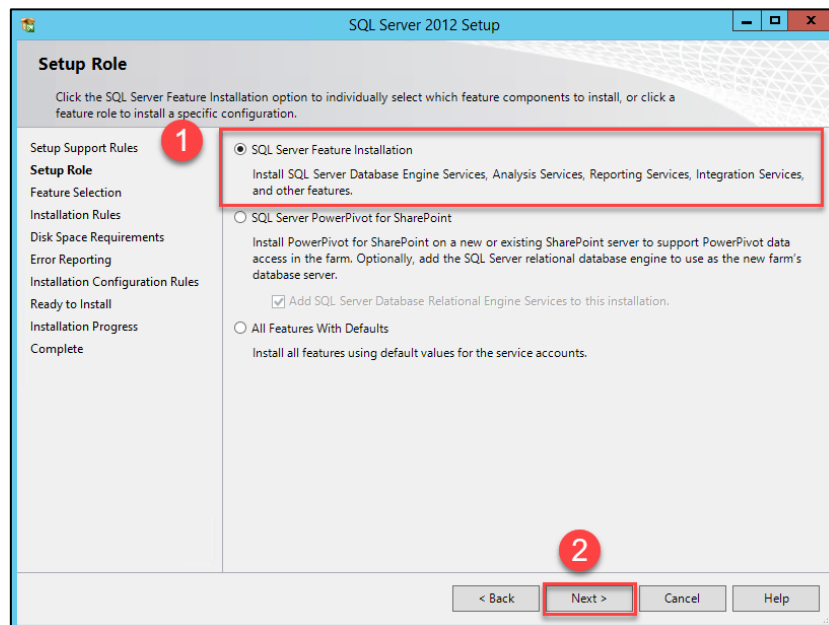 SQL Server 2012 Setup
Setup Role
Click the SQL Server Feature Installation option to individually select which feature components to install, or click a
feature role to install a specific configuration.
Setup Support Rules
Setup Role
Feature Selection
Installation Rules
Disk Space Requirements
Error Reporting
Installation Configuration Rules
Ready to Install
Installation Progress
Complete
1
SQL Server Feature Installation
Install SQL Server Database Engine Services, Analysis Services, Reporting Services, Integration Services,
and other features.
SQL Server PowerPivot for SharePoint
Install PowerPivot for SharePoint on a new or existing SharePoint server to support PowerPivot data
access in the farm. Optionally, add the SQL Server relational database engine to use as the new farm's
database server.
Add SQL Server Database Relational Engine Services to this installation.
All Features With Defaults
Install all features using default values for the service accounts.
2
< Back Next > Cancel Help